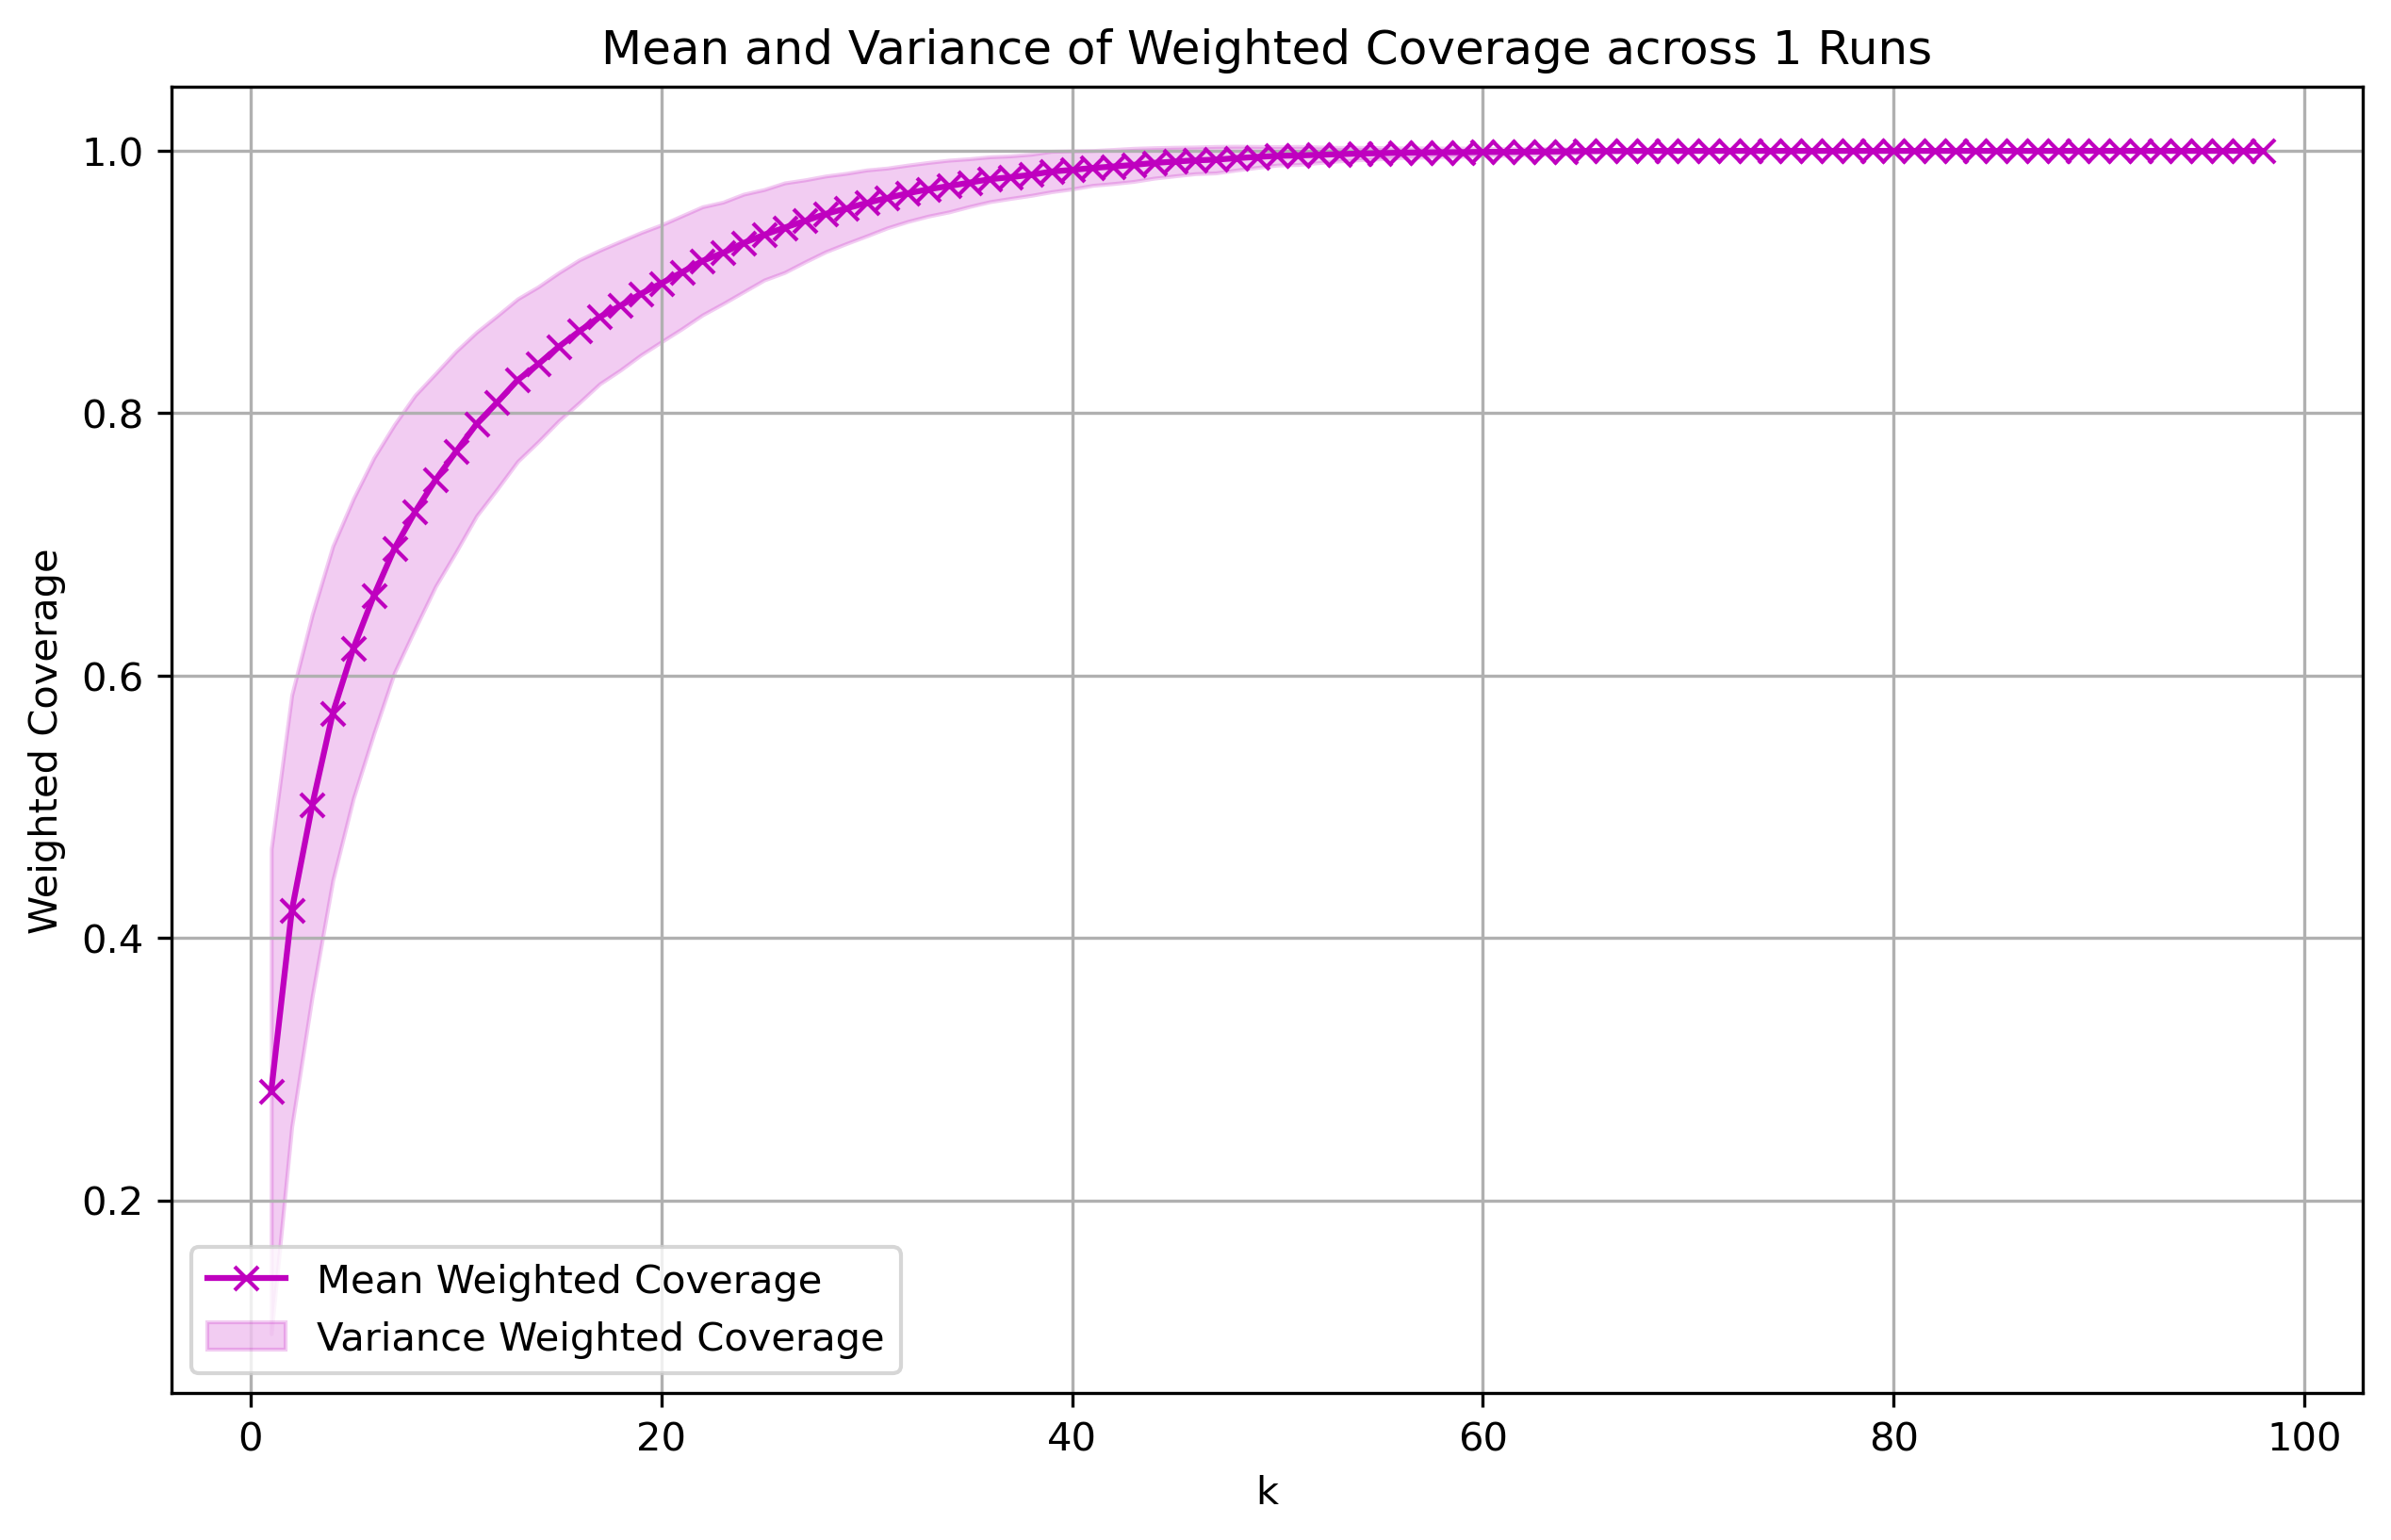 Mean and Variance of Weighted Coverage across 1 Runs
Weighted Coverage
1.0
0.8
0.6
0.4
0.2
Mean Weighted Coverage
Variance Weighted Coverage
0 20 40 60 80 100
k